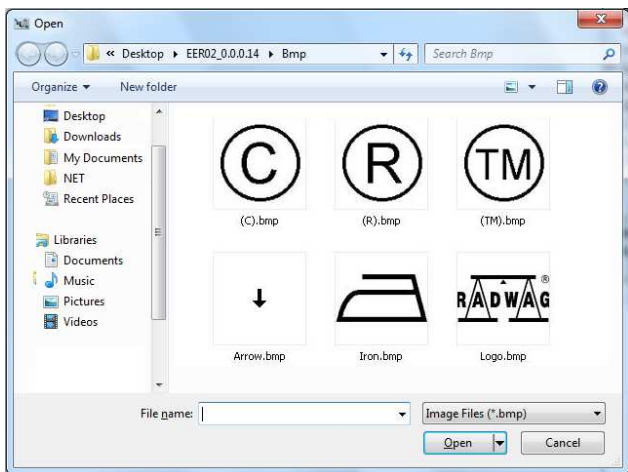 Open
« Desktop ▸ EER02_0.0.0.14 ▸ Bmp
Search Bmp
Organize
New folder
Desktop
Downloads
My Documents
NET
Recent Places
Libraries
Documents
Music
Pictures
Videos
C
R
TM
(C).bmp
(R).bmp
(TM).bmp
RADWAG ®
Arrow.bmp
Iron.bmp
Logo.bmp
File name:
Image Files (*.bmp)
Open
Cancel